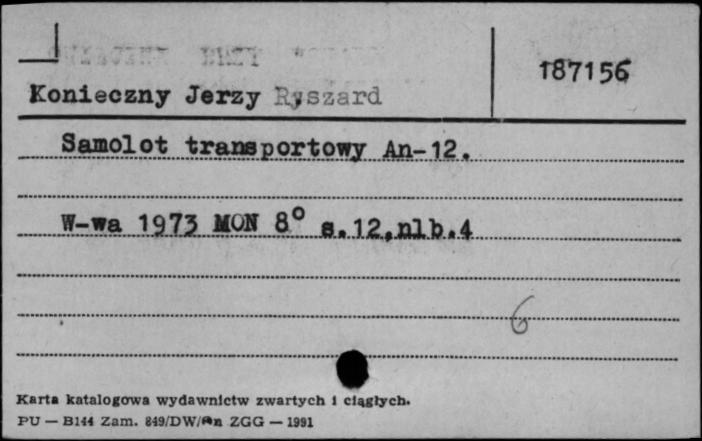 187156
Konieczny Jerzy Ryszard
Samolot transportowy An-12.
W-wa 1973 MON 8° s.12,nlb.4
6
Karta katalogowa wydawnictw zwartych i ciągłych.
PU — B144 Zam. 849/DW/ ZGG — 1991